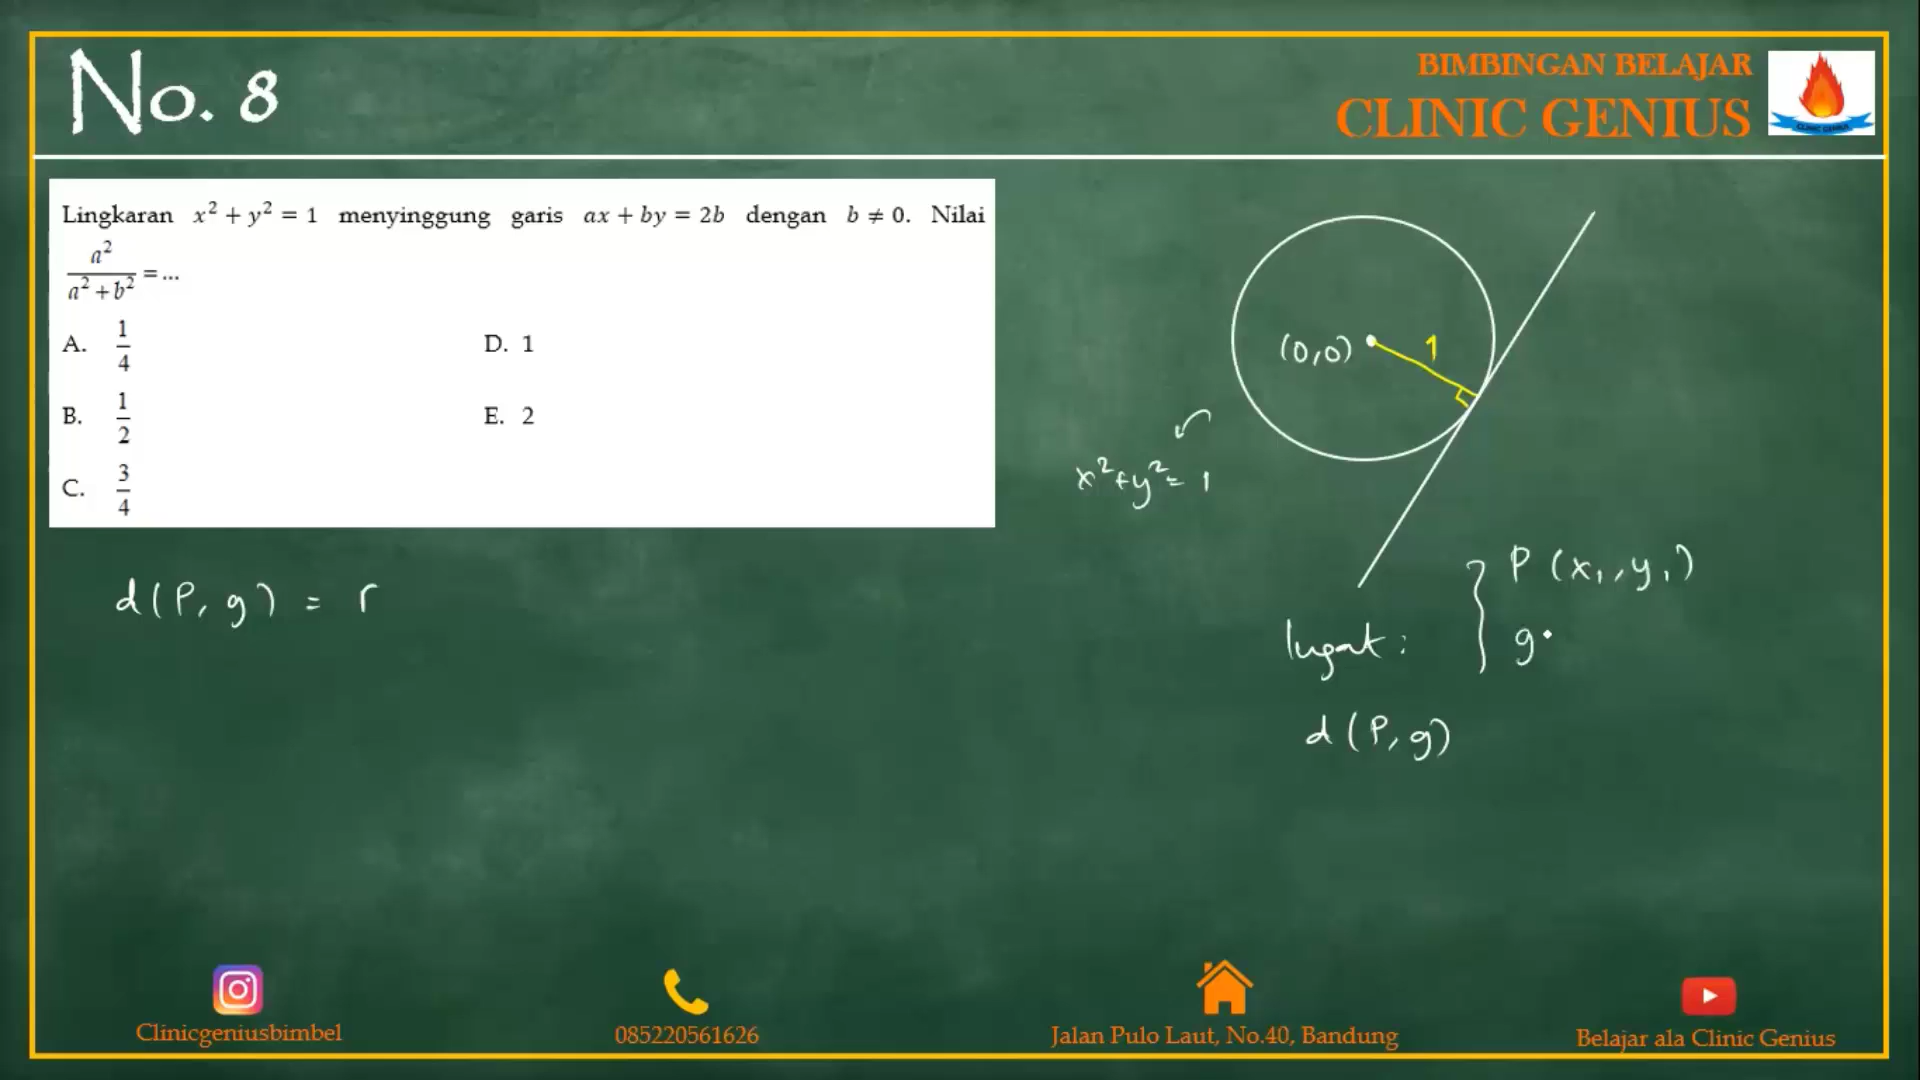 No. 8
BIMBINGAN BELAJAR
CLINIC GENIUS
CLINIC GENIUS
Lingkaran x² + y² = 1 menyinggung garis ax + by = 2b dengan b ≠ 0. Nilai
a²/(a² + b²) = ...
A. 1/4
D. 1
B. 1/2
E. 2
C. 3/4
(0,0)
1
x² + y² = 1
d(P, g) = r
Ingat :
P(x₁, y₁)
g
d(P, g)
Clinicgeniusbimbel
085220561626
Jalan Pulo Laut, No.40, Bandung
Belajar ala Clinic Genius